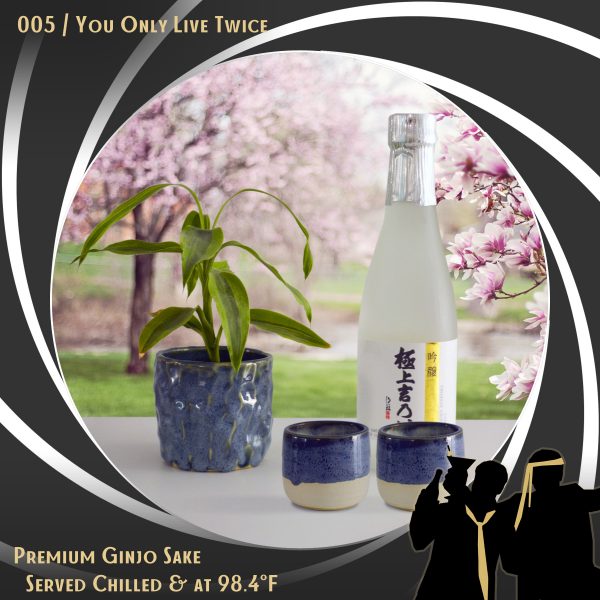 005 / You Only Live Twice
吟醸
極上吉乃
Premium Ginjo Sake
Served Chilled & at 98.4°F